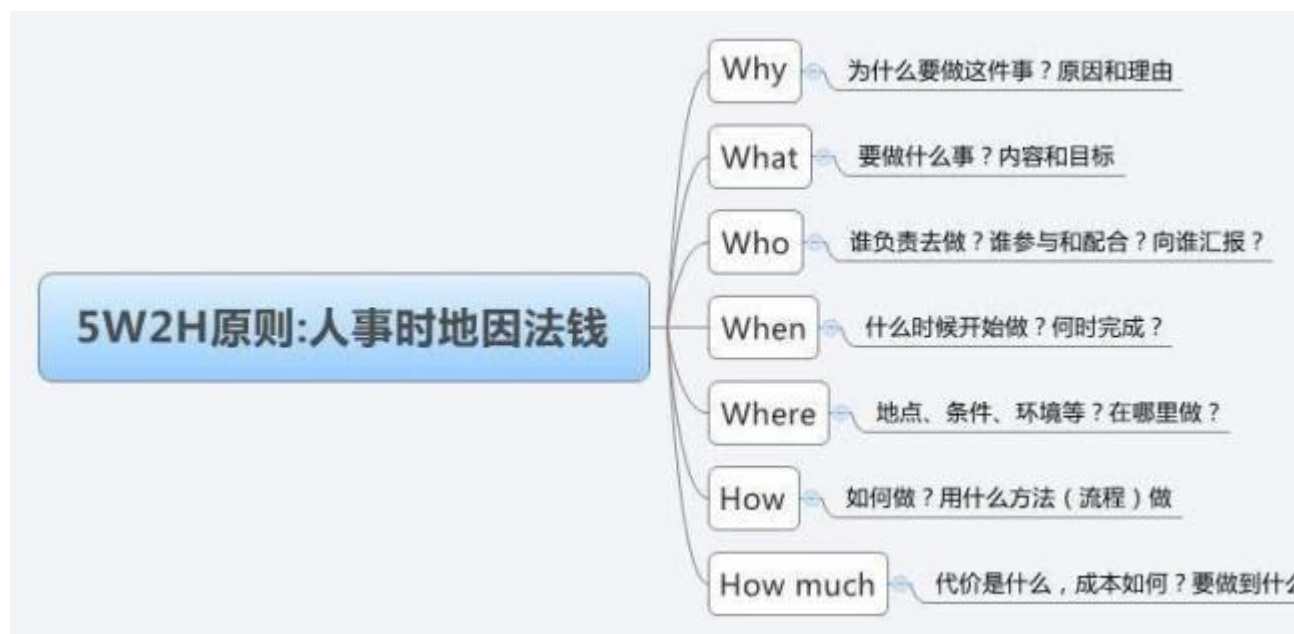 Why
为什么要做这件事？原因和理由
What
要做什么事？内容和目标
Who
谁负责去做？谁参与和配合？向谁汇报？
5W2H原则:人事时地因法钱
When
什么时候开始做？何时完成？
Where
地点、条件、环境等？在哪里做？
How
如何做？用什么方法（流程）做
How much
代价是什么，成本如何？要做到什